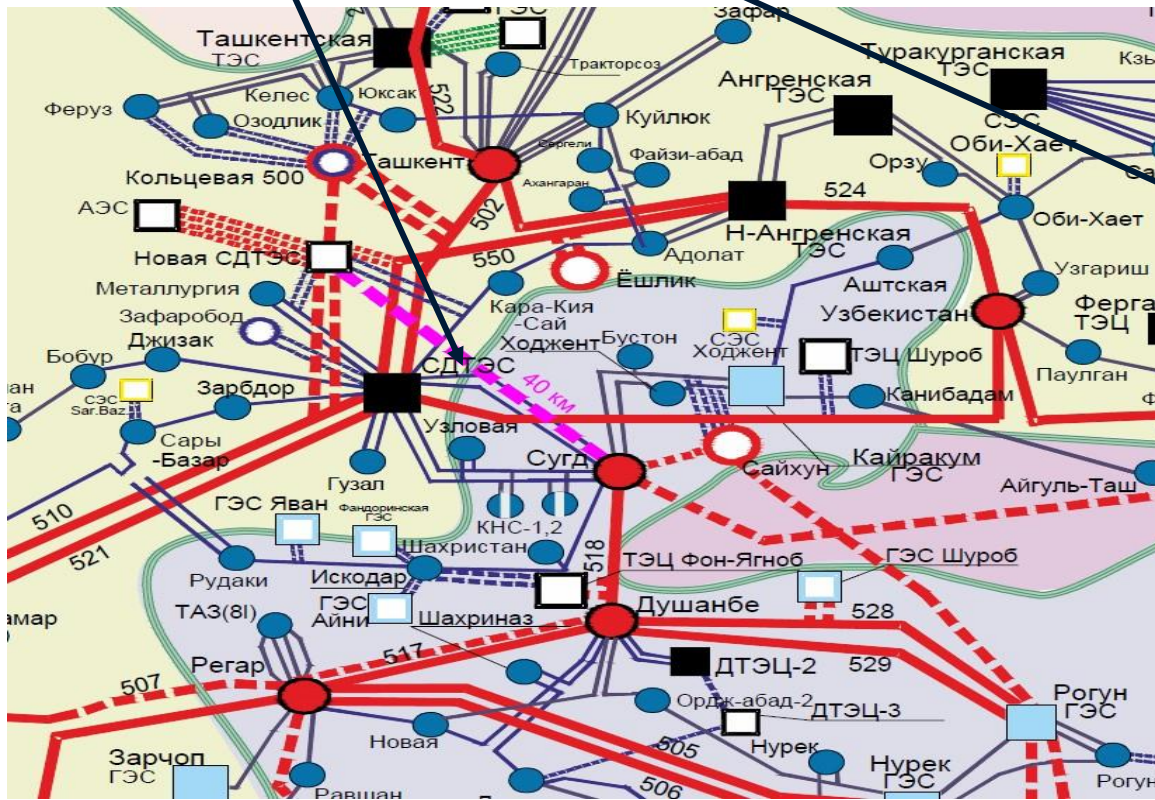 ТЭС
Зафар
Ташкентская
ТЭС
Тракторсоз
Туракурганская
ТЭС
Кзы
Ангренская
ТЭС
Феруз
Келес
Юксак
522
Озодлик
Куйлюк
СЭС
Оби-Хает
Ташкент
Сергели
Файзи-абад
Орзу
Кольцевая 500
Ахангаран
524
АЭС
502
Н-Ангренская
ТЭС
Оби-Хает
Новая СДТЭС
550
Адолат
Металлургия
Ёшлик
Аштская
Узгариш
Зафаробод
Кара-Кия
-Сай
Узбекистан
Ферга
ТЭЦ
Джизак
Бустон
СЭС
Ходжент
Ходжент
ТЭЦ Шуроб
Бобур
СДТЭС
Паулган
СЭС
Sar.Baz
Зарбдор
40 км
Канибадам
Узловая
Сары
-Базар
Сугд
Сайхун
Кайракум
ГЭС
Гузал
Айгуль-Таш
510
ГЭС Яван
Фандоринская
ГЭС
КНС-1,2
521
Шахристан
518
ТЭЦ Фон-Ягноб
ГЭС Шуроб
Рудаки
Искодар
ТАЗ(8I)
ГЭС
Айни
Шахриназ
Душанбе
528
517
529
Регар
ДТЭЦ-2
507
Рогун
ГЭС
Ордж-абад-2
ДТЭЦ-3
Новая
505
Нурек
Зарчоп
ГЭС
Нурек
ГЭС
506
Равшан
Рогун